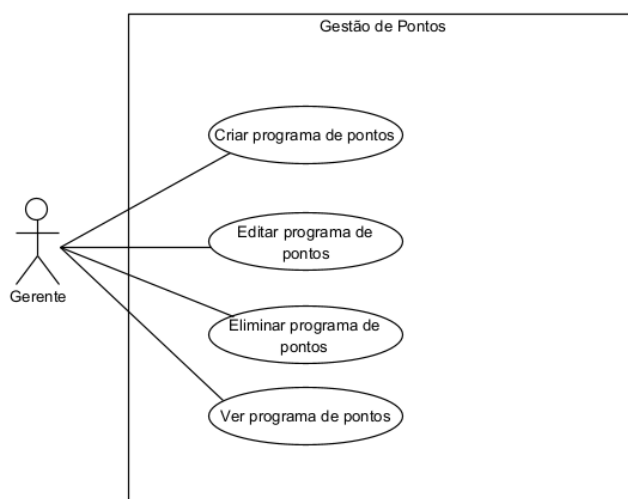 Gestão de Pontos
Criar programa de pontos
Editar programa de
pontos
Gerente
Eliminar programa de
pontos
Ver programa de pontos